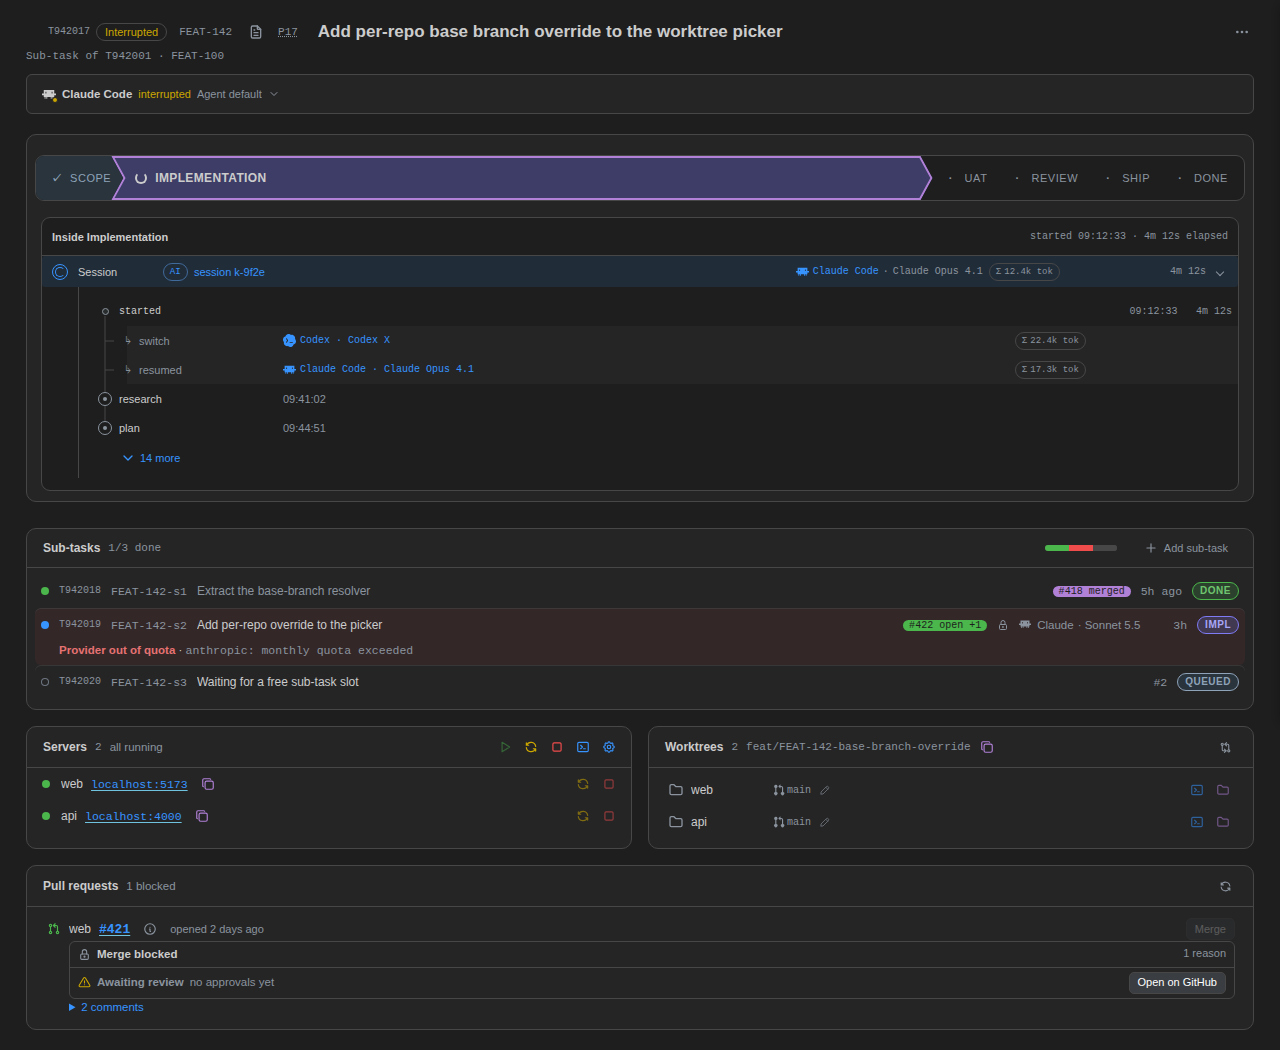 T942017 Interrupted FEAT-142 P17 Add per-repo base branch override to the worktree picker
Sub-task of T942001 · FEAT-100
Claude Code interrupted Agent default
SCOPE IMPLEMENTATION · UAT · REVIEW · SHIP · DONE
Inside Implementation started 09:12:33 · 4m 12s elapsed
Session AI session k-9f2e Claude Code · Claude Opus 4.1 Σ 12.4k tok 4m 12s
started 09:12:33 4m 12s
↳ switch Codex · Codex X Σ 22.4k tok
↳ resumed Claude Code · Claude Opus 4.1 Σ 17.3k tok
research 09:41:02
plan 09:44:51
14 more
Sub-tasks 1/3 done Add sub-task
T942018 FEAT-142-s1 Extract the base-branch resolver #418 merged 5h ago DONE
T942019 FEAT-142-s2 Add per-repo override to the picker #422 open +1 Claude · Sonnet 5.5 3h IMPL
Provider out of quota · anthropic: monthly quota exceeded
T942020 FEAT-142-s3 Waiting for a free sub-task slot #2 QUEUED
Servers 2 all running
web localhost:5173
api localhost:4000
Worktrees 2 feat/FEAT-142-base-branch-override
web main
api main
Pull requests 1 blocked
web #421 opened 2 days ago Merge
Merge blocked 1 reason
Awaiting review no approvals yet Open on GitHub
2 comments